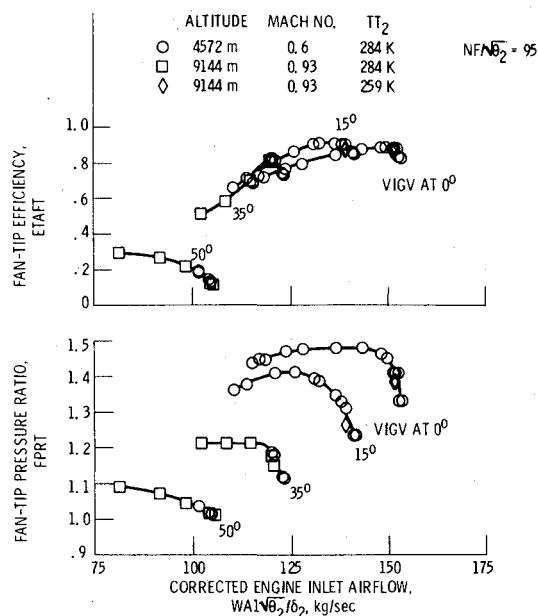 ALTITUDE MACH NO. TT2
4572 m 0.6 284 K
9144 m 0.93 284 K
9144 m 0.93 259 K
NF/√θ2 = 95
FAN-TIP EFFICIENCY,
ETAFT
1.0
.8
.6
.4
.2
0
15°
VIGV AT 0°
35°
50°
FAN-TIP PRESSURE RATIO,
FPRT
1.5
1.4
1.3
1.2
1.1
1.0
.9
VIGV AT 0°
15°
35°
50°
75 100 125 150 175
CORRECTED ENGINE INLET AIRFLOW,
WA1√θ2/δ2, kg/sec